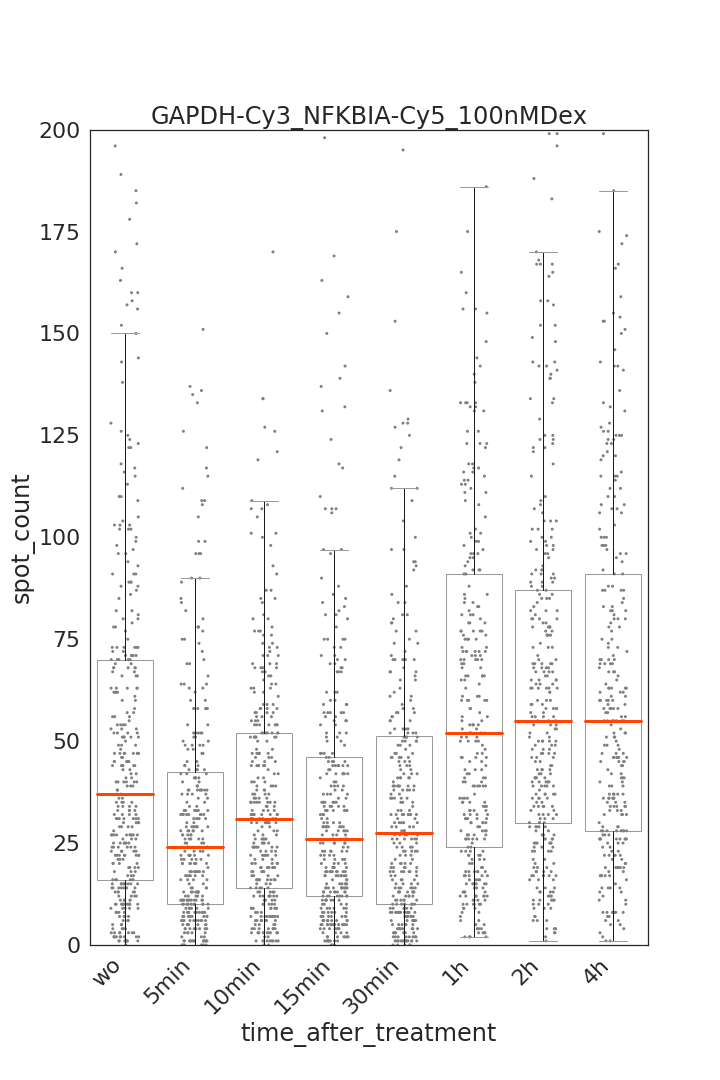 GAPDH-Cy3_NFKBIA-Cy5_100nMDex
200
175
150
125
100
75
50
25
0
spot_count
wo
5min
10min
15min
30min
1h
2h
4h
time_after_treatment